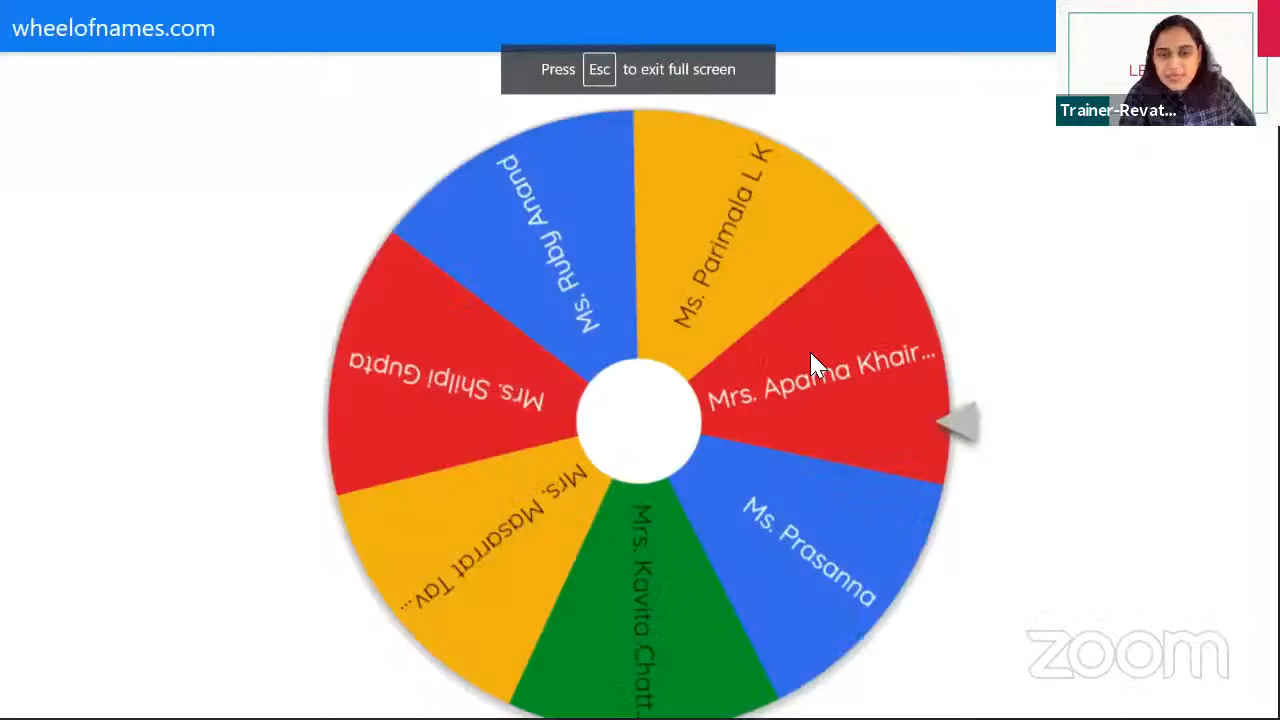 wheelofnames.com
Press Esc to exit full screen
LE
Trainer-Revat...
Ms. Ruby Anand
Ms. Parimala L K
Mrs. Shilpi Gupta
Mrs. Aparna Khair...
Mrs. Masarrat Tav...
Ms. Prasanna
Mrs. Kavita Chatt...
zoom